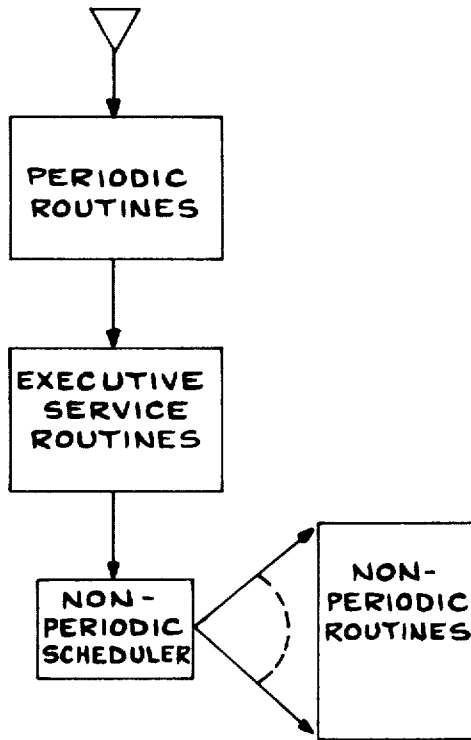 PERIODIC
ROUTINES
EXECUTIVE
SERVICE
ROUTINES
NON-
PERIODIC
SCHEDULER
NON-
PERIODIC
ROUTINES